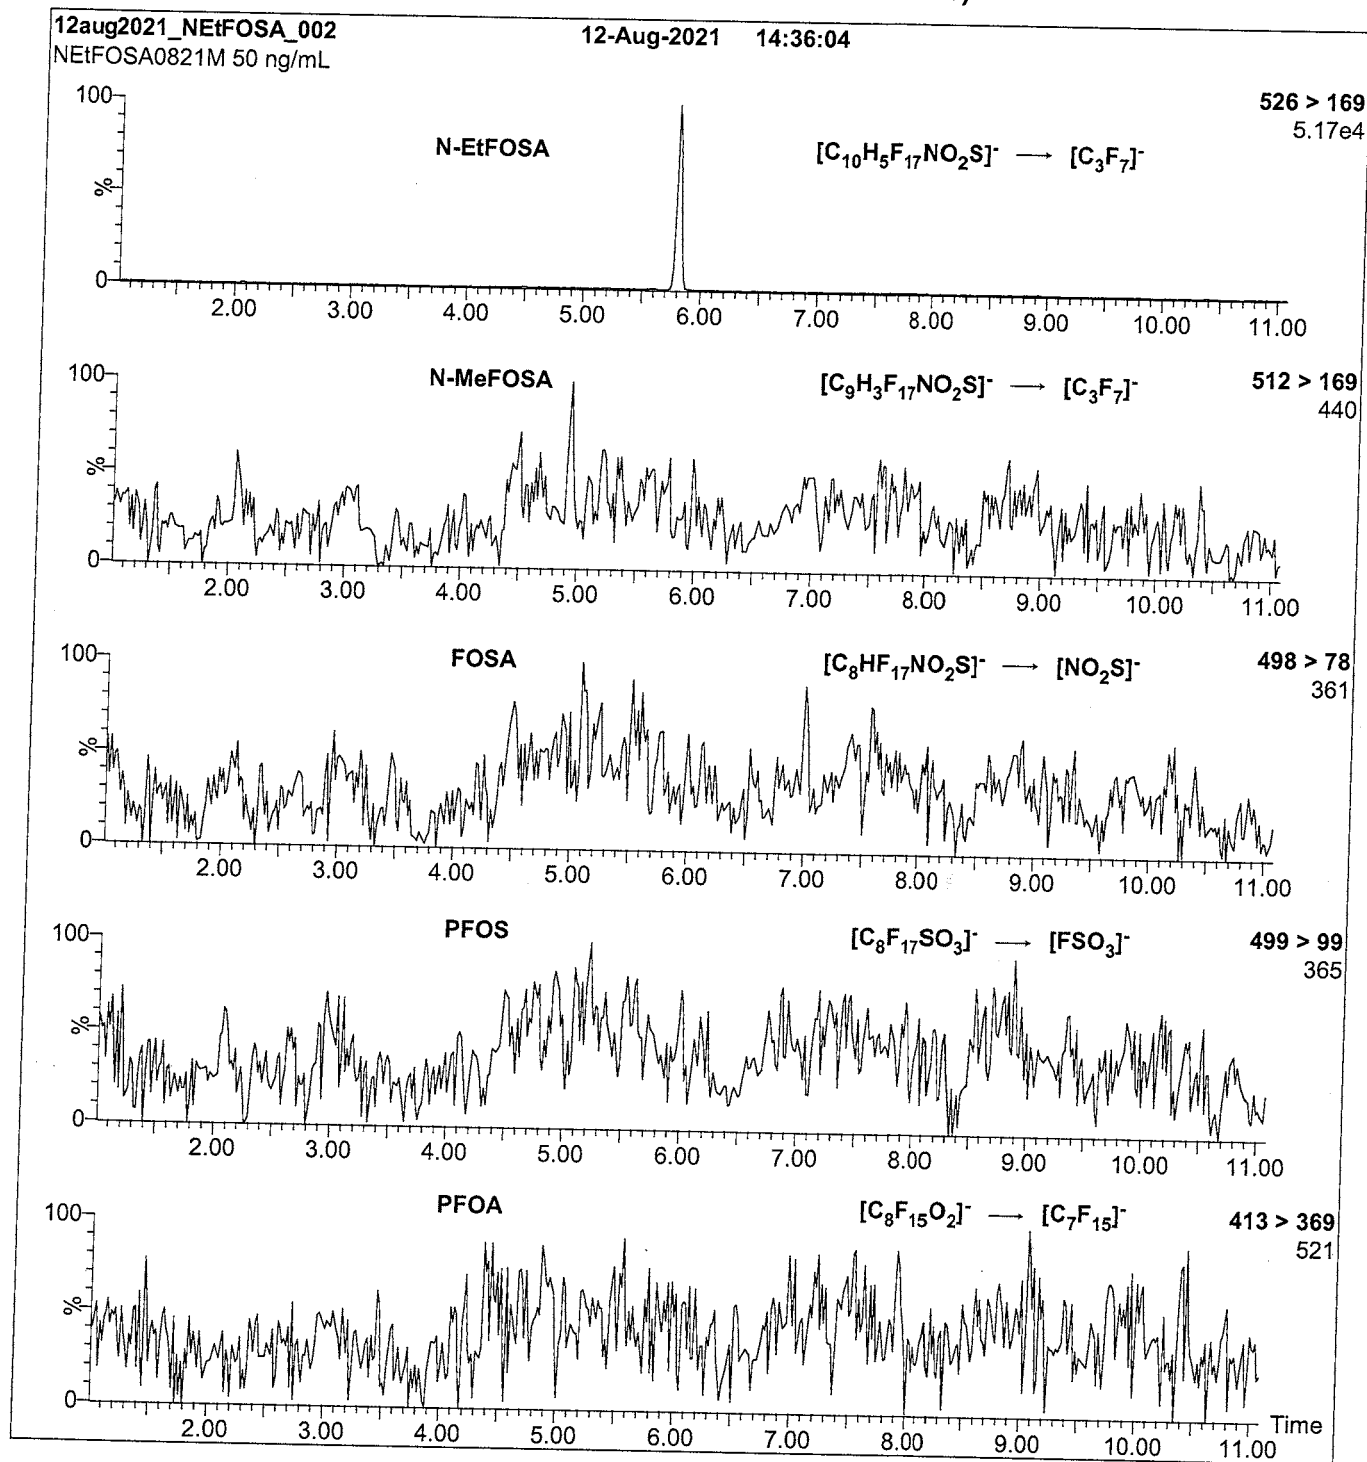 12aug2021_NEtFOSA_002 12-Aug-2021 14:36:04
NEtFOSA0821M 50 ng/mL
100 526 > 169
5.17e4
N-EtFOSA [C₁₀H₅F₁₇NO₂S]⁻ → [C₃F₇]⁻
%
0
2.00 3.00 4.00 5.00 6.00 7.00 8.00 9.00 10.00 11.00
100 N-MeFOSA [C₉H₃F₁₇NO₂S]⁻ → [C₃F₇]⁻ 512 > 169
440
%
0
2.00 3.00 4.00 5.00 6.00 7.00 8.00 9.00 10.00 11.00
100 FOSA [C₈HF₁₇NO₂S]⁻ → [NO₂S]⁻ 498 > 78
361
%
0
2.00 3.00 4.00 5.00 6.00 7.00 8.00 9.00 10.00 11.00
100 PFOS [C₈F₁₇SO₃]⁻ → [FSO₃]⁻ 499 > 99
365
%
0
2.00 3.00 4.00 5.00 6.00 7.00 8.00 9.00 10.00 11.00
100 PFOA [C₈F₁₅O₂]⁻ → [C₇F₁₅]⁻ 413 > 369
521
%
0
Time
2.00 3.00 4.00 5.00 6.00 7.00 8.00 9.00 10.00 11.00